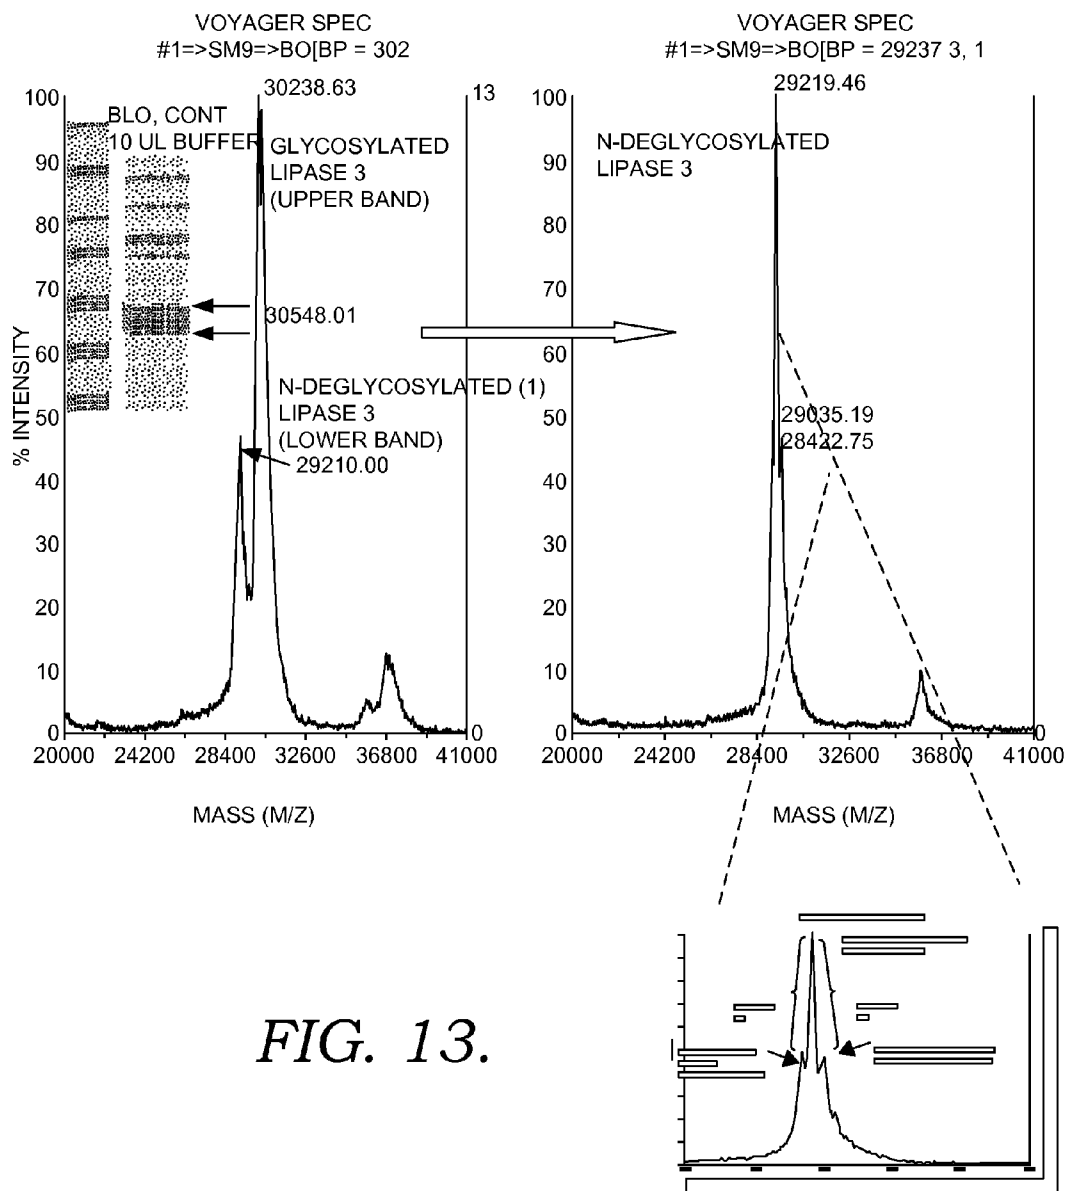 VOYAGER SPEC
#1=>SM9=>BO[BP = 302
30238.63
13
100
90
80
70
60
50
40
30
20
10
0
% INTENSITY
BLO, CONT
10 UL BUFFER
GLYCOSYLATED
LIPASE 3
(UPPER BAND)
30548.01
N-DEGLYCOSYLATED (1)
LIPASE 3
(LOWER BAND)
29210.00
0
20000 24200 28400 32600 36800 41000
MASS (M/Z)
VOYAGER SPEC
#1=>SM9=>BO[BP = 29237 3, 1
29219.46
100
90
80
70
60
50
40
30
20
10
0
N-DEGLYCOSYLATED
LIPASE 3
29035.19
28422.75
0
20000 24200 28400 32600 36800 41000
MASS (M/Z)
FIG. 13.